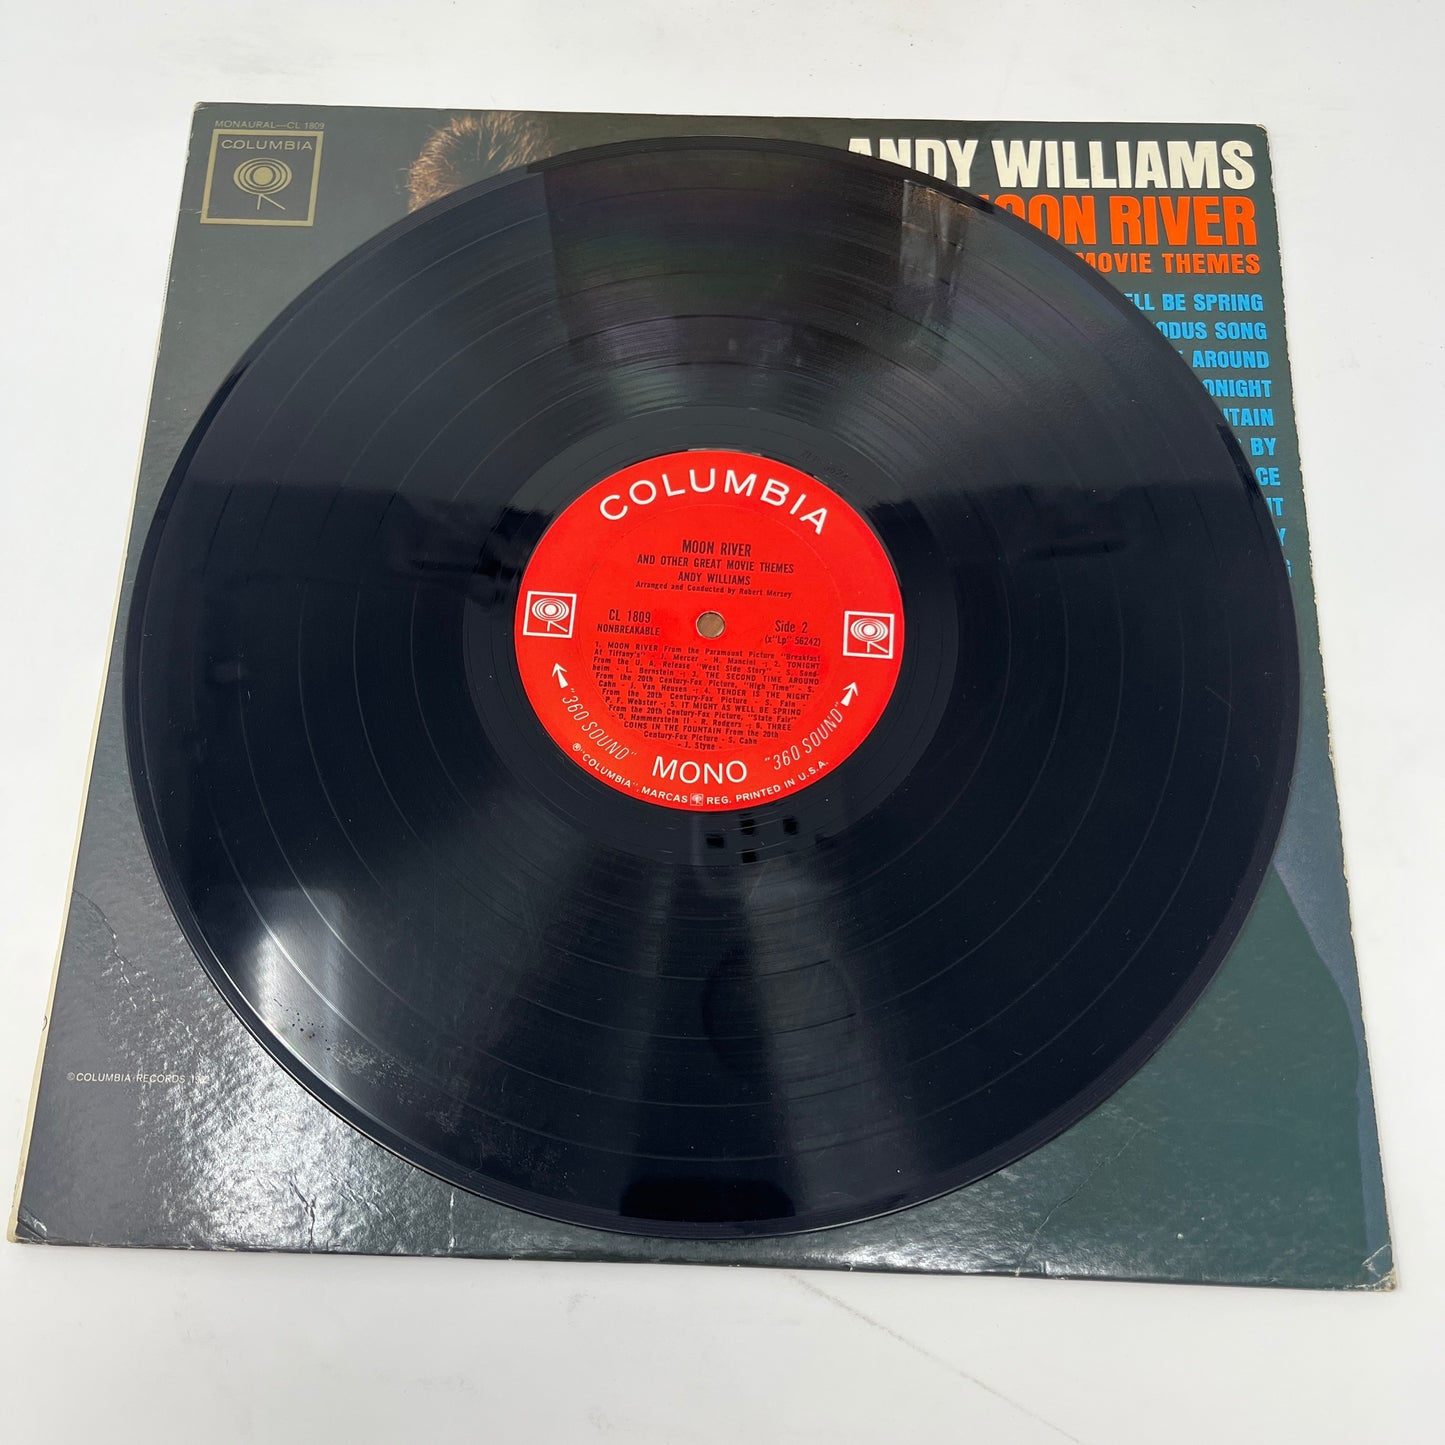 MONAURAL—CL 1809
COLUMBIA
ANDY WILLIAMS
MOON RIVER
MOVIE THEMES
BE SPRING
SONG
AROUND
BY
COLUMBIA
MOON RIVER
AND OTHER GREAT MOVIE THEMES
ANDY WILLIAMS
Arranged and Conducted by Robert Mersey
CL 1809
NONBREAKABLE
Side 2
(x"Lp" 56242)
1. MOON RIVER From the Paramount Picture "Breakfast
At Tiffany's" - J. Mercer - H. Mancini -; 2. TONIGHT
From the U. A. Release "West Side Story" - S. Sond-
heim - L. Bernstein -; 3. THE SECOND TIME AROUND
From the 20th Century-Fox Picture, "High Time" - S.
Cahn - J. Van Heusen -; 4. TENDER IS THE NIGHT
From the 20th Century-Fox Picture - S. Fain -
P. F. Webster -; 5. IT MIGHT AS WELL BE SPRING
From the 20th Century-Fox Picture, "State Fair"
- O. Hammerstein II - R. Rodgers -; 6. THREE
COINS IN THE FOUNTAIN From the 20th
Century-Fox Picture - S. Cahn
- J. Styne -
"360 SOUND"
MONO
"360 SOUND"
® "COLUMBIA", MARCAS REG. PRINTED IN U.S.A.
© COLUMBIA RECORDS